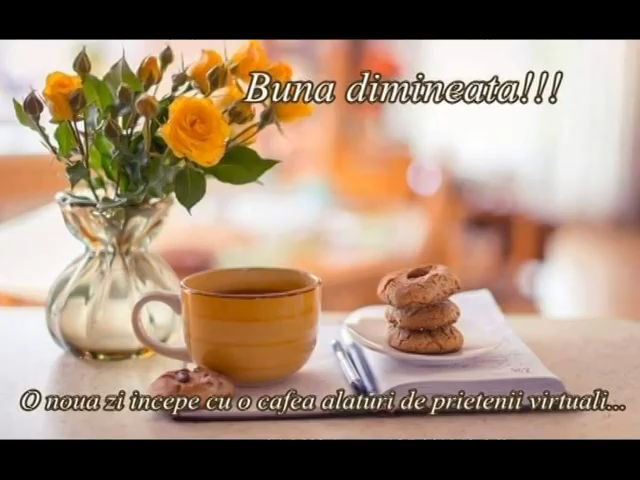 Buna dimineata!!!
O noua zi incepe cu o cafea alaturi de prietenii virtuali...